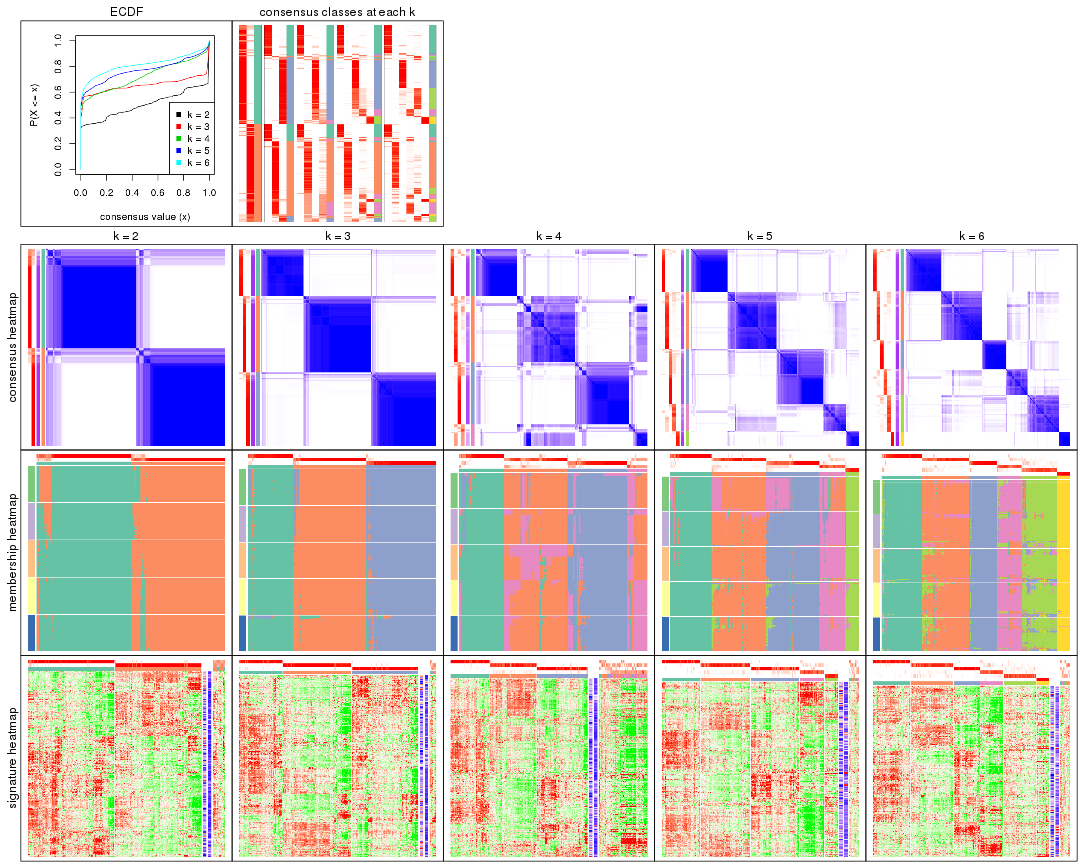 ECDF
consensus classes at each k
P(X <= x)
0.0 0.2 0.4 0.6 0.8 1.0
k = 2
k = 3
k = 4
k = 5
k = 6
0.0 0.2 0.4 0.6 0.8 1.0
consensus value (x)
k = 2
k = 3
k = 4
k = 5
k = 6
consensus heatmap
membership heatmap
signature heatmap